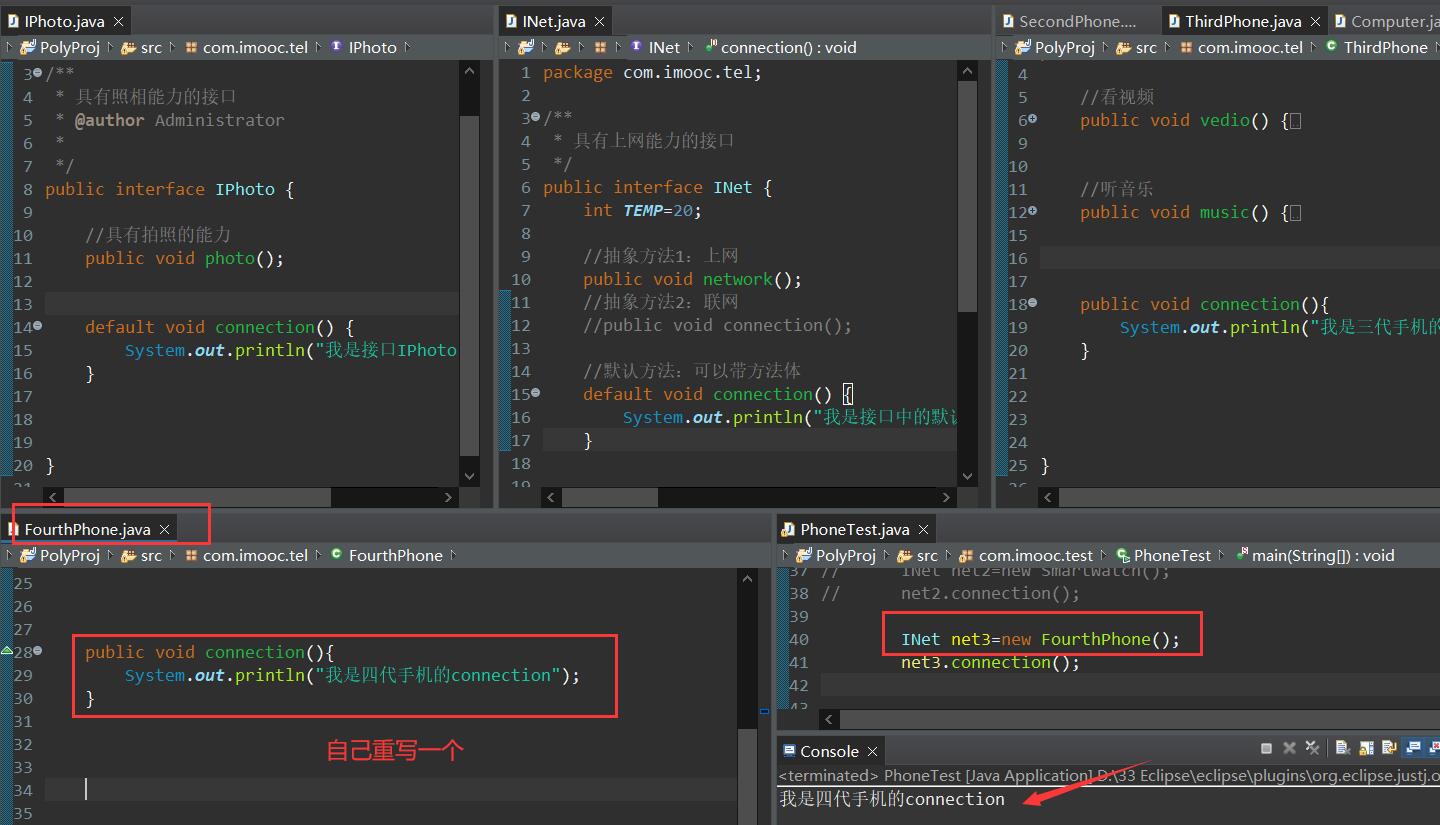 IPhoto.java
PolyProj src com.imooc.tel IPhoto
3 /**
4 * 具有照相能力的接口
5 * @author Administrator
6 *
7 */
8 public interface IPhoto {
9
10 //具有拍照的能力
11 public void photo();
12
13
14 default void connection() {
15 System.out.println("我是接口IPhoto
16 }
17
18
19
20 }
INet.java
INet connection() : void
1 package com.imooc.tel;
2
3 /**
4 * 具有上网能力的接口
5 */
6 public interface INet {
7 int TEMP=20;
8
9 //抽象方法1：上网
10 public void network();
11 //抽象方法2：联网
12 //public void connection();
13
14 //默认方法：可以带方法体
15 default void connection() {
16 System.out.println("我是接口中的默认
17 }
18
19
SecondPhone.... ThirdPhone.java Computer.ja
PolyProj src com.imooc.tel ThirdPhone
4
5 //看视频
6 public void vedio() {
9
10
11 //听音乐
12 public void music() {
15
16
17
18 public void connection(){
19 System.out.println("我是三代手机的
20 }
21
22
23
24
25 }
FourthPhone.java
PolyProj src com.imooc.tel FourthPhone
25
26
27
28 public void connection(){
29 System.out.println("我是四代手机的connection");
30 }
31
32
自己重写一个
33
34
35
PhoneTest.java
PolyProj src com.imooc.test PhoneTest main(String[]) : void
37 // INet net2=new SmartWatch();
38 // net2.connection();
39
40 INet net3=new FourthPhone();
41 net3.connection();
42
43
Console
<terminated> PhoneTest [Java Application] D:\33 Eclipse\eclipse\plugins\org.eclipse.justj.o
我是四代手机的connection